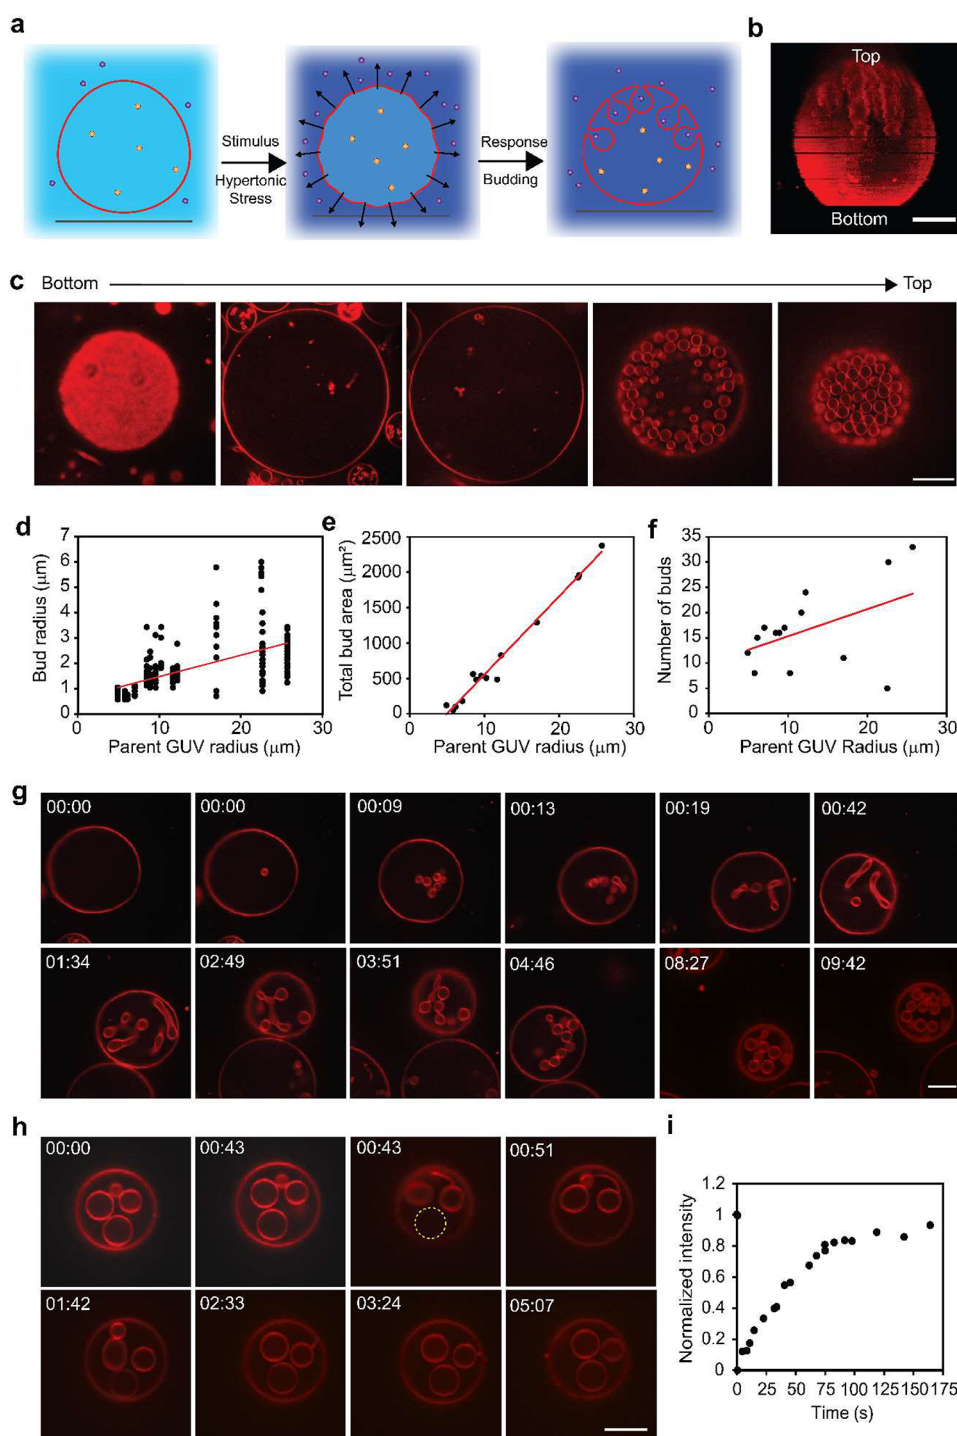 a
Stimulus
Hypertonic
Stress
Response
Budding
b
Top
Bottom
c
Bottom
Top
d
Bud radius (μm)
7
6
5
4
3
2
1
0
0
10
20
30
Parent GUV radius (μm)
e
Total bud area (μm²)
2500
2000
1500
1000
500
0
0
10
20
30
Parent GUV radius (μm)
f
Number of buds
35
30
25
20
15
10
5
0
0
10
20
30
Parent GUV Radius (μm)
g
00:00
00:00
00:09
00:13
00:19
00:42
01:34
02:49
03:51
04:46
08:27
09:42
h
00:00
00:43
00:43
00:51
01:42
02:33
03:24
05:07
i
Normalized intensity
1.2
1
0.8
0.6
0.4
0.2
0
0
25
50
75
100
125
150
175
Time (s)